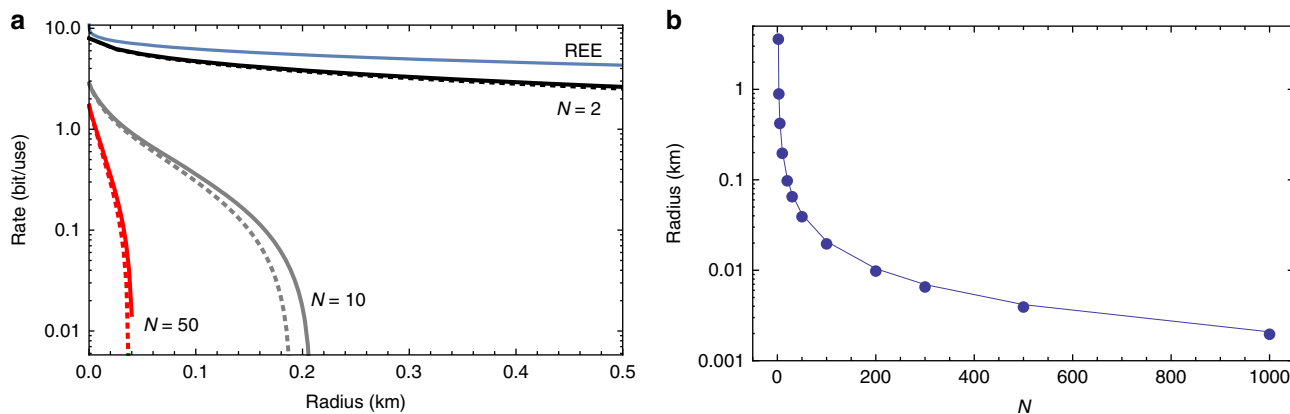 a
10.0
1.0
0.1
0.01
Rate (bit/use)
REE
N = 2
N = 10
N = 50
0.0 0.1 0.2 0.3 0.4 0.5
Radius (km)
b
1
0.1
0.01
0.001
Radius (km)
0 200 400 600 800 1000
N